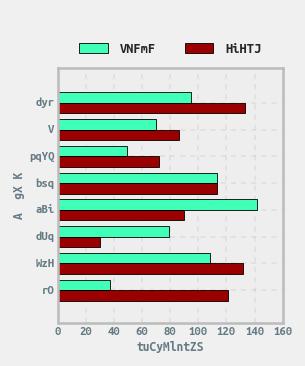 VNFmF HiHTJ
dyr
V
pqYQ
bsq
aBi
dUq
WzH
rO
A gX K
0 20 40 60 80 100 120 140 160
tuCyMlntZS